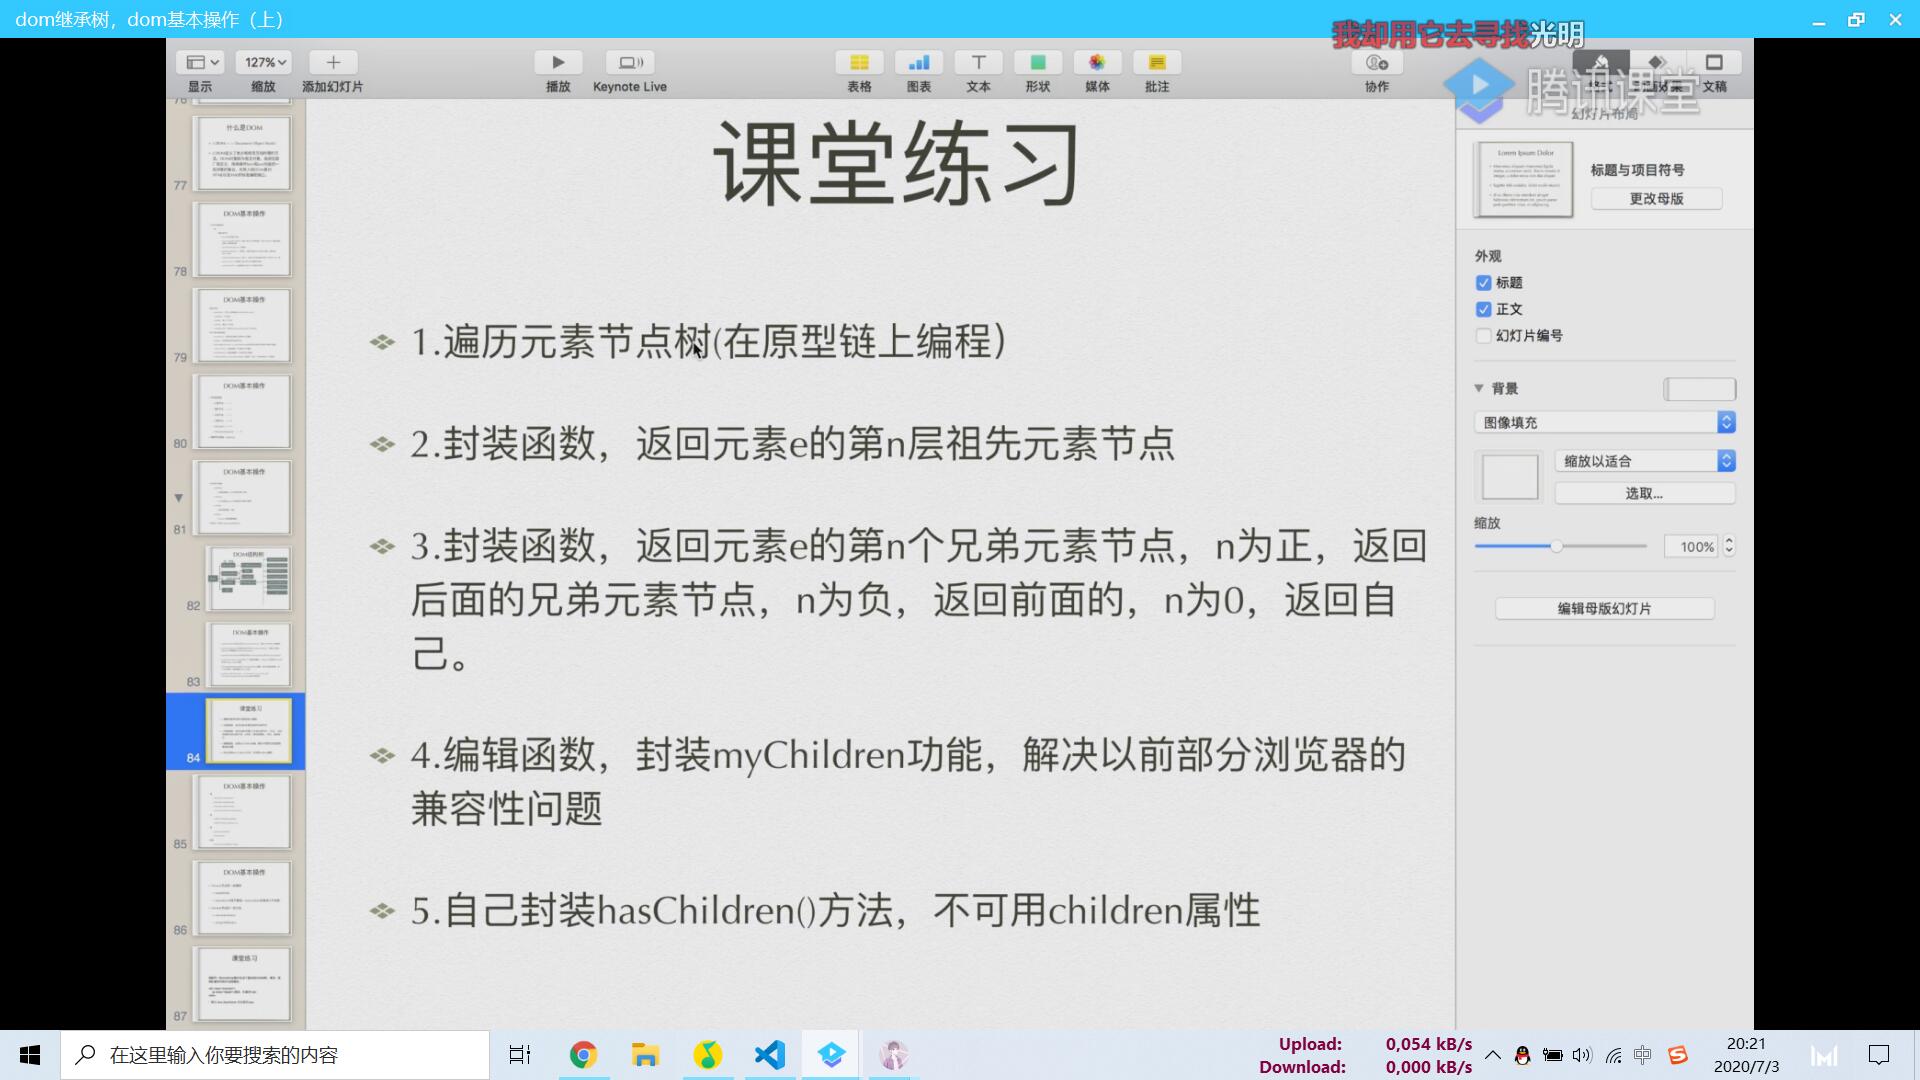 dom继承树，dom基本操作（上）
我却用它去寻找光明
127%
显示
缩放
添加幻灯片
播放
Keynote Live
表格
图表
文本
形状
媒体
批注
协作
文稿
腾讯课堂
幻灯片布局
77
什么是DOM
78
DOM基本操作
79
DOM基本操作
80
DOM基本操作
81
DOM基本操作
82
DOM结构树
83
DOM基本操作
84
课堂练习
85
DOM基本操作
86
DOM基本操作
87
课堂练习
课堂练习
1.遍历元素节点树(在原型链上编程）
2.封装函数，返回元素e的第n层祖先元素节点
3.封装函数，返回元素e的第n个兄弟元素节点，n为正，返回
后面的兄弟元素节点，n为负，返回前面的，n为0，返回自
己。
4.编辑函数，封装myChildren功能，解决以前部分浏览器的
兼容性问题
5.自己封装hasChildren()方法，不可用children属性
Lorem Ipsum Dolor
标题与项目符号
更改母版
外观
标题
正文
幻灯片编号
背景
图像填充
缩放以适合
选取...
缩放
100%
编辑母版幻灯片
在这里输入你要搜索的内容
Upload: 0,054 kB/s
Download: 0,000 kB/s
中
20:21
2020/7/3